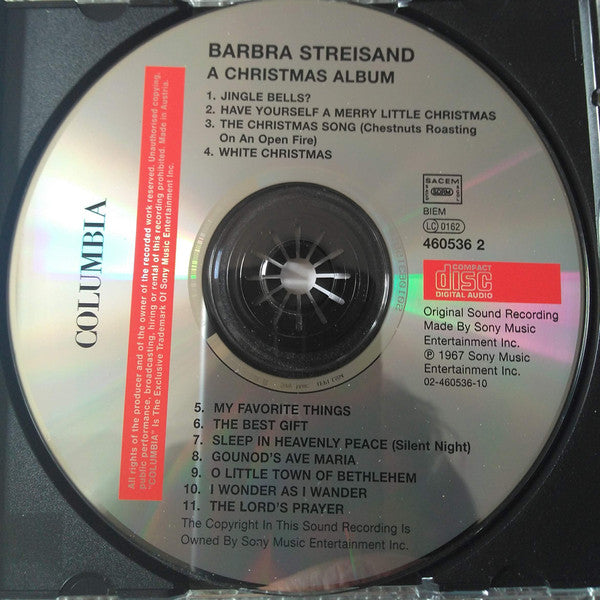 BARBRA STREISAND
A CHRISTMAS ALBUM
1. JINGLE BELLS?
2. HAVE YOURSELF A MERRY LITTLE CHRISTMAS
3. THE CHRISTMAS SONG (Chestnuts Roasting
On An Open Fire)
4. WHITE CHRISTMAS
COLUMBIA
All rights of the producer and of the owner of the recorded work reserved. Unauthorised copying,
public performance, broadcasting, hiring or rental of this recording prohibited. Made in Austria.
"COLUMBIA" Is The Exclusive Trademark Of Sony Music Entertainment Inc.
SACEM
BIEM
LC 0162
460536 2
COMPACT
disc
DIGITAL AUDIO
Original Sound Recording
Made By Sony Music
Entertainment Inc.
℗ 1967 Sony Music
Entertainment Inc.
02-460536-10
5. MY FAVORITE THINGS
6. THE BEST GIFT
7. SLEEP IN HEAVENLY PEACE (Silent Night)
8. GOUNOD'S AVE MARIA
9. O LITTLE TOWN OF BETHLEHEM
10. I WONDER AS I WANDER
11. THE LORD'S PRAYER
The Copyright In This Sound Recording Is
Owned By Sony Music Entertainment Inc.